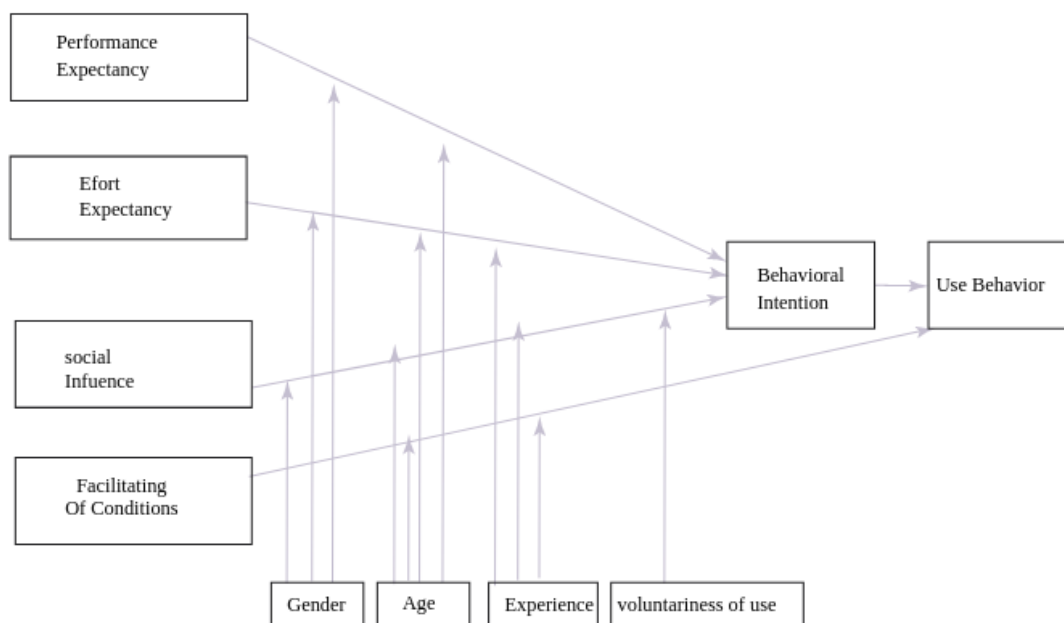 Performance
Expectancy
Efort
Expectancy
Behavioral
Intention
Use Behavior
social
Infuence
Facilitating
Of Conditions
Gender
Age
Experience
voluntariness of use